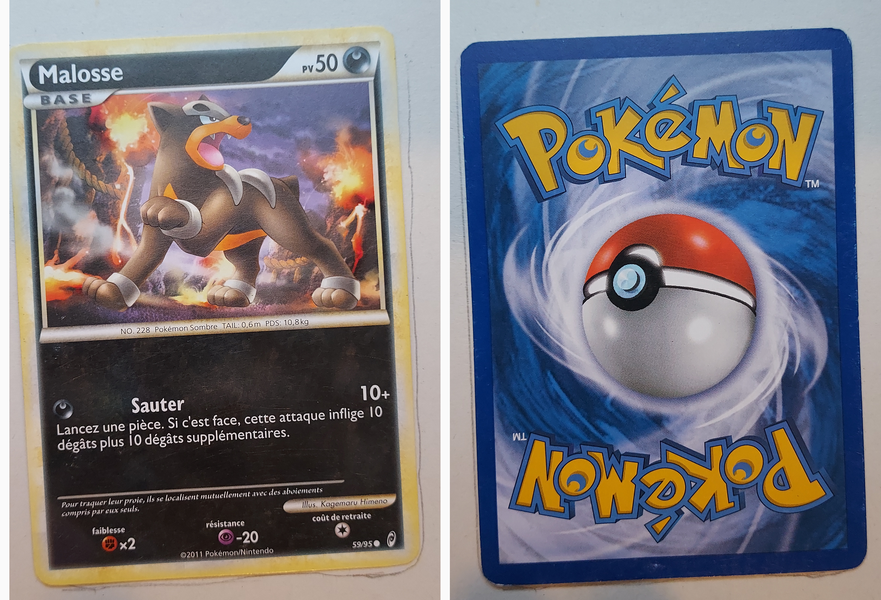 Malosse
PV 50
BASE
NO. 228 Pokémon Sombre TAIL: 0,6m PDS: 10,8kg
Sauter 10+
Lancez une pièce. Si c'est face, cette attaque inflige 10
dégâts plus 10 dégâts supplémentaires.
Pour traquer leur proie, ils se localisent mutuellement avec des aboiements
compris par eux seuls.
Illus. Kagemaru Himeno
faiblesse
x2
résistance
-20
coût de retraite
©2011 Pokémon/Nintendo
59/95
POKéMON
TM
POKéMON
TM